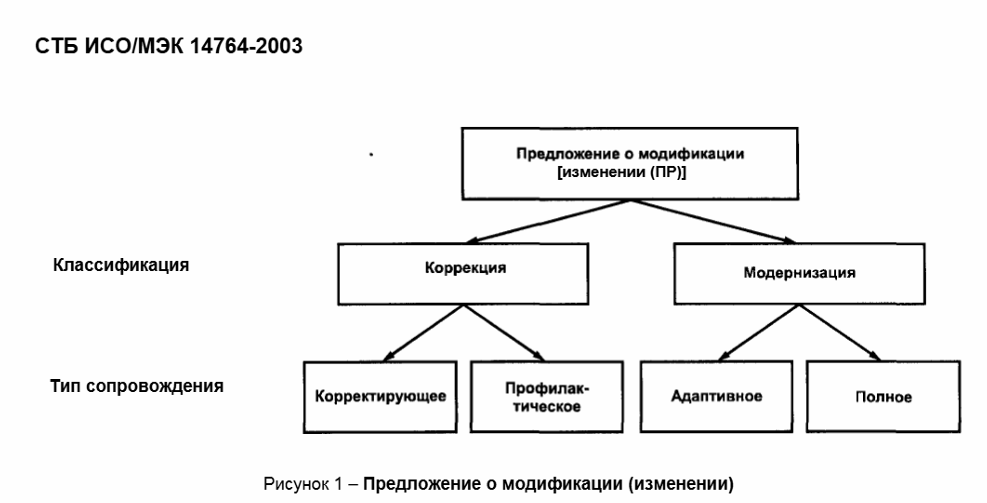 СТБ ИСО/МЭК 14764-2003
Предложение о модификации
[изменении (ПР)]
Классификация
Коррекция
Модернизация
Тип сопровождения
Корректирующее
Профилак-
тическое
Адаптивное
Полное
Рисунок 1 – Предложение о модификации (изменении)